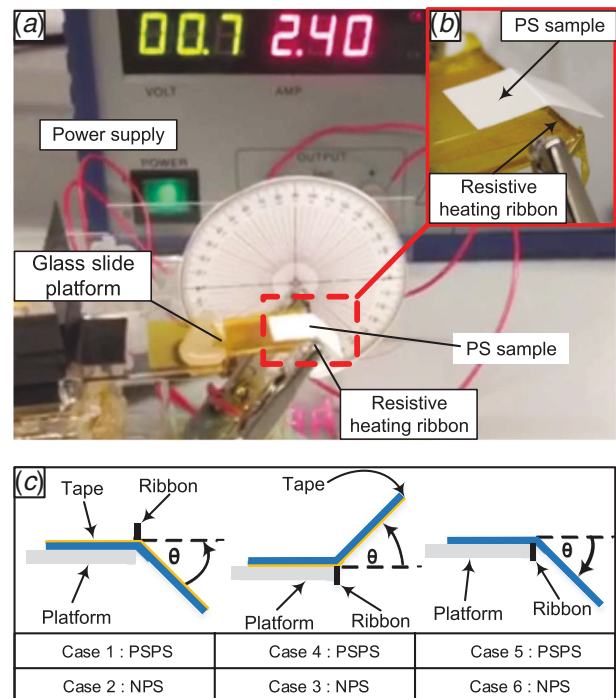 (a)
00.7 2.40
VOLT AMP
Power supply
POWER
OUTPUT
Glass slide
platform
PS sample
Resistive
heating ribbon
(b)
PS sample
Resistive
heating ribbon
(c)
Tape
Ribbon
θ
Platform
Tape
θ
Platform
Ribbon
θ
Platform
Ribbon
Case 1 : PSPS Case 4 : PSPS Case 5 : PSPS
Case 2 : NPS Case 3 : NPS Case 6 : NPS